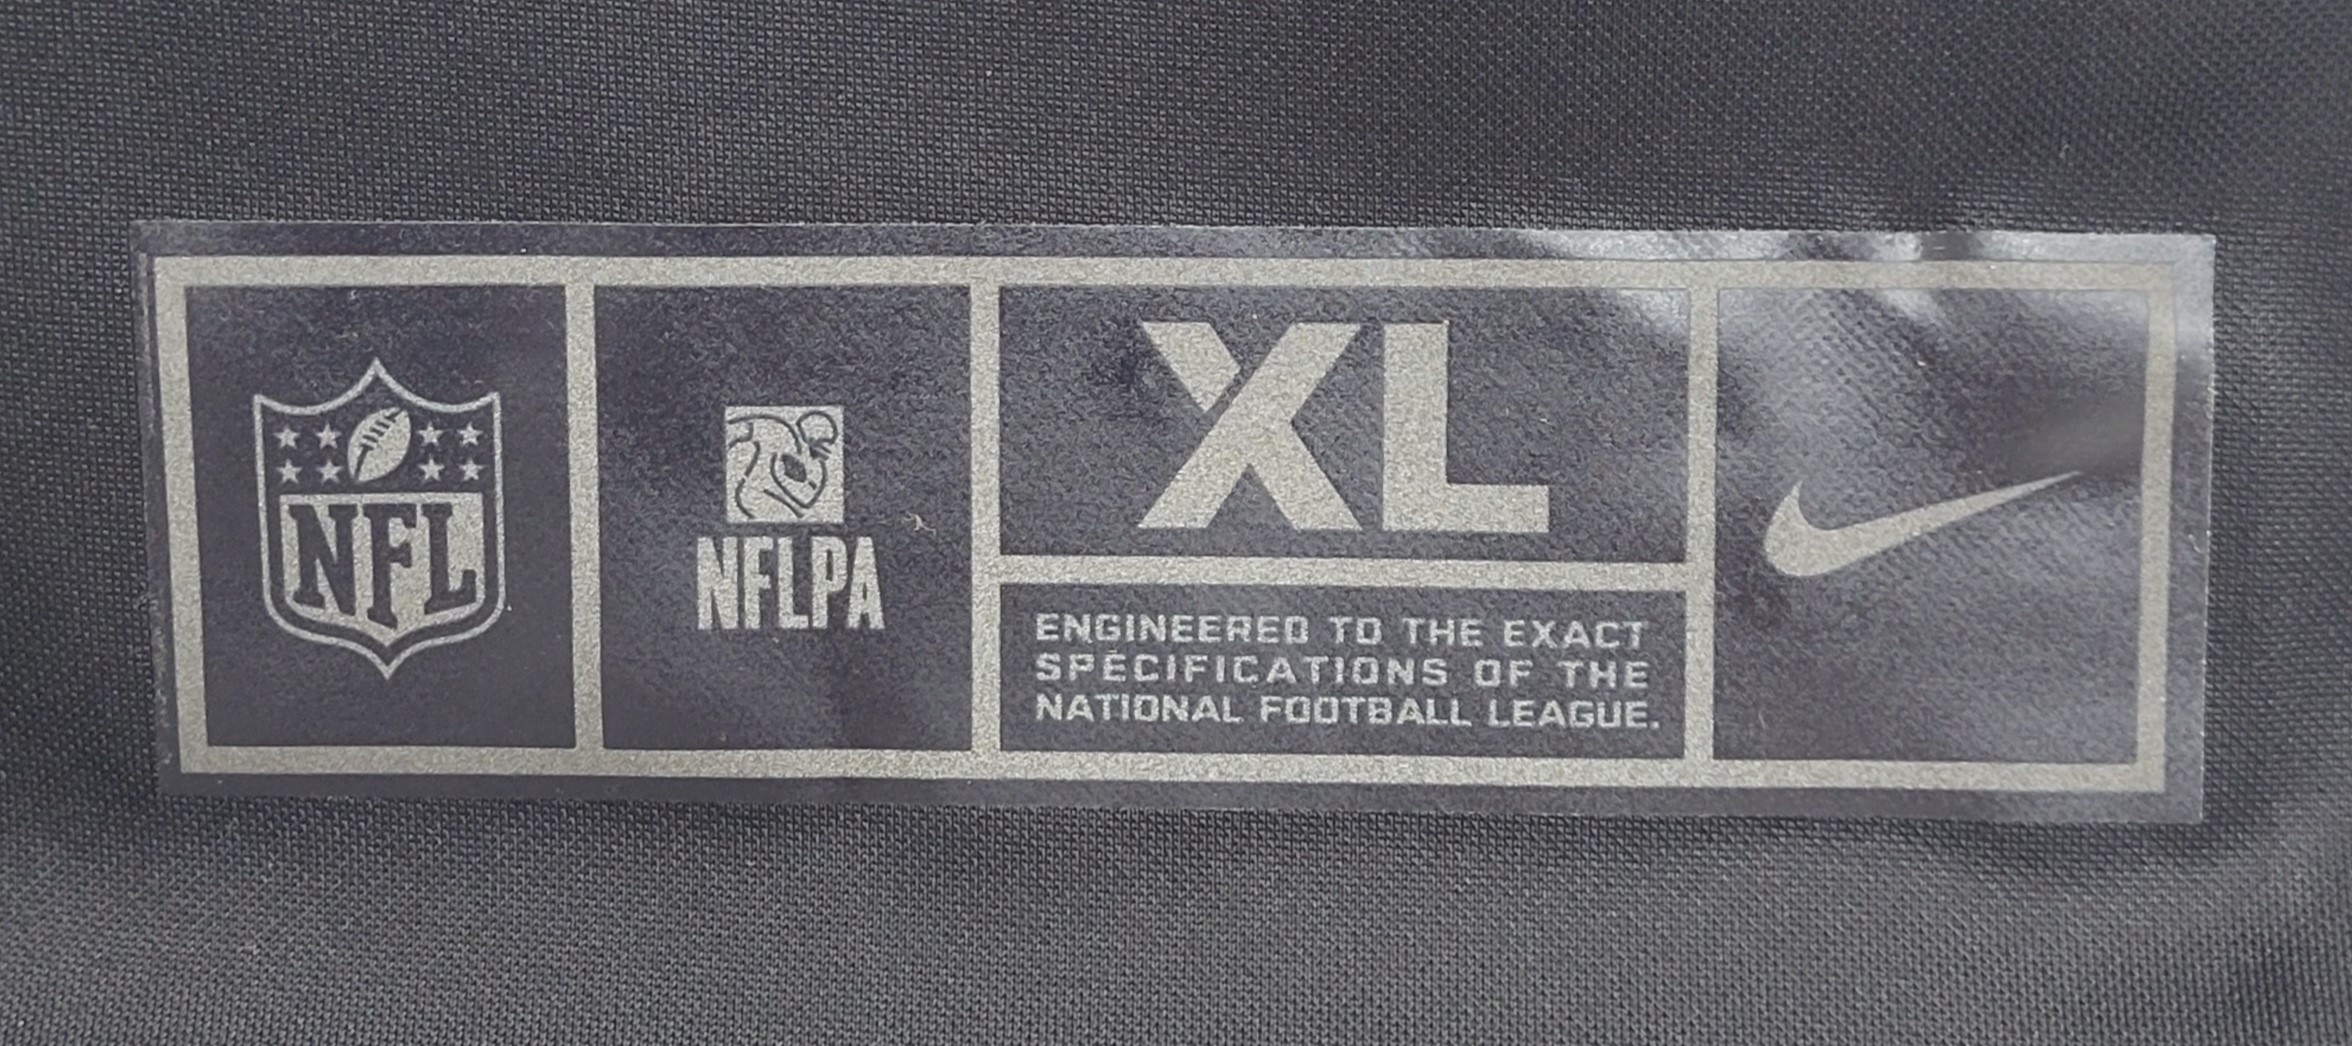 NFL
NFLPA
XL
ENGINEERED TO THE EXACT
SPECIFICATIONS OF THE
NATIONAL FOOTBALL LEAGUE.